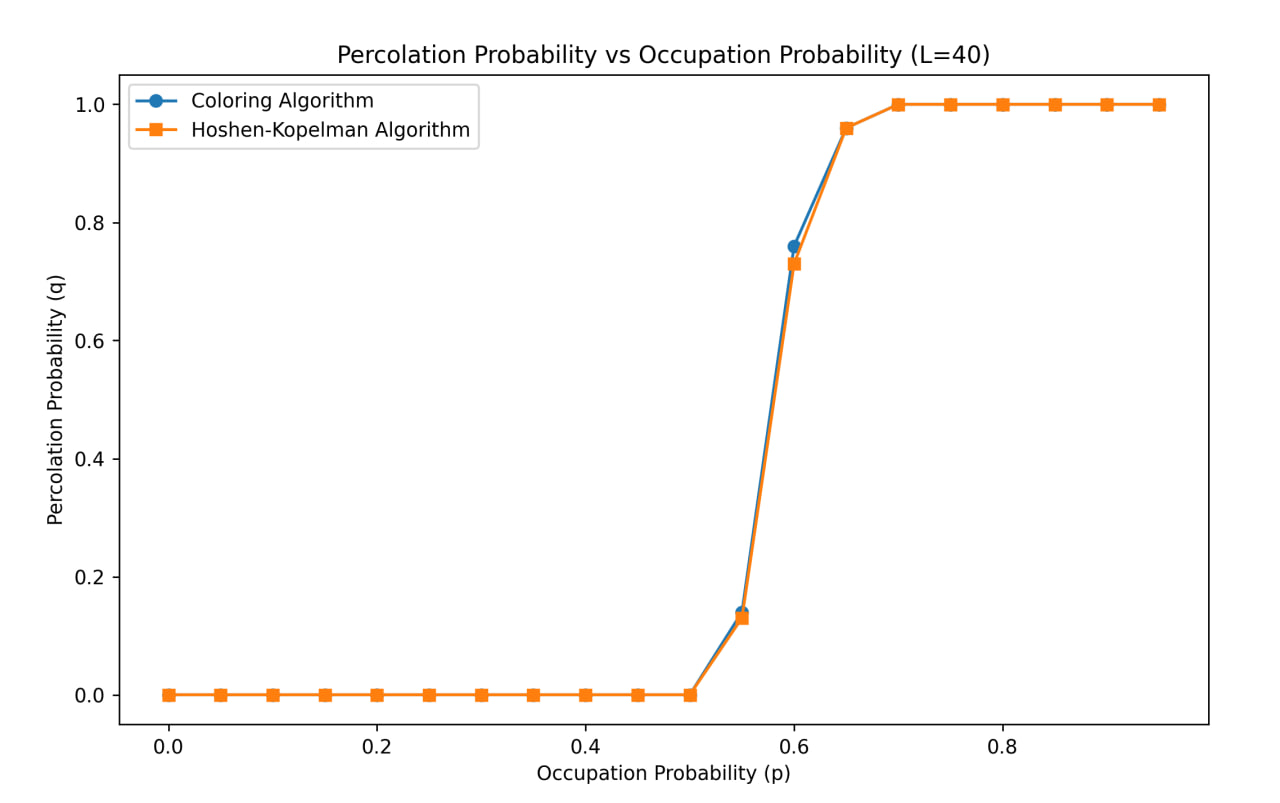 Percolation Probability vs Occupation Probability (L=40)
Coloring Algorithm
Hoshen-Kopelman Algorithm
Percolation Probability (q)
1.0
0.8
0.6
0.4
0.2
0.0
0.0 0.2 0.4 0.6 0.8
Occupation Probability (p)